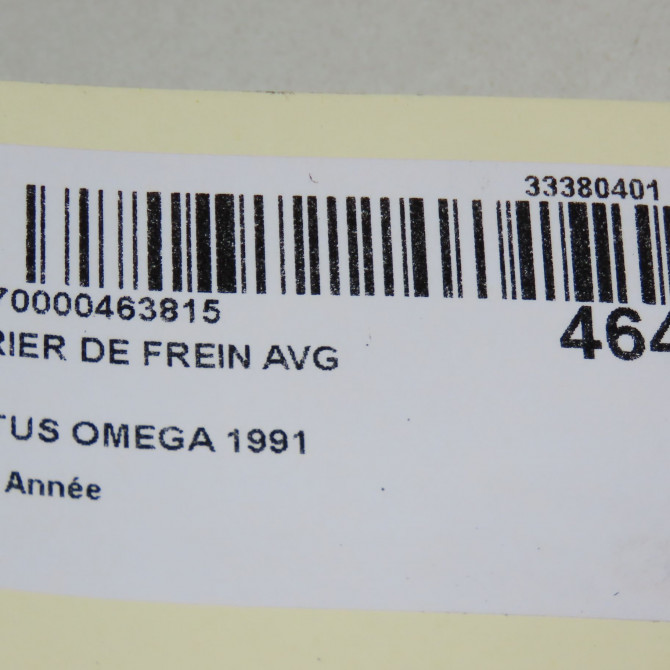 33380401
70000463815
464
RIER DE FREIN AVG
TUS OMEGA 1991
Année